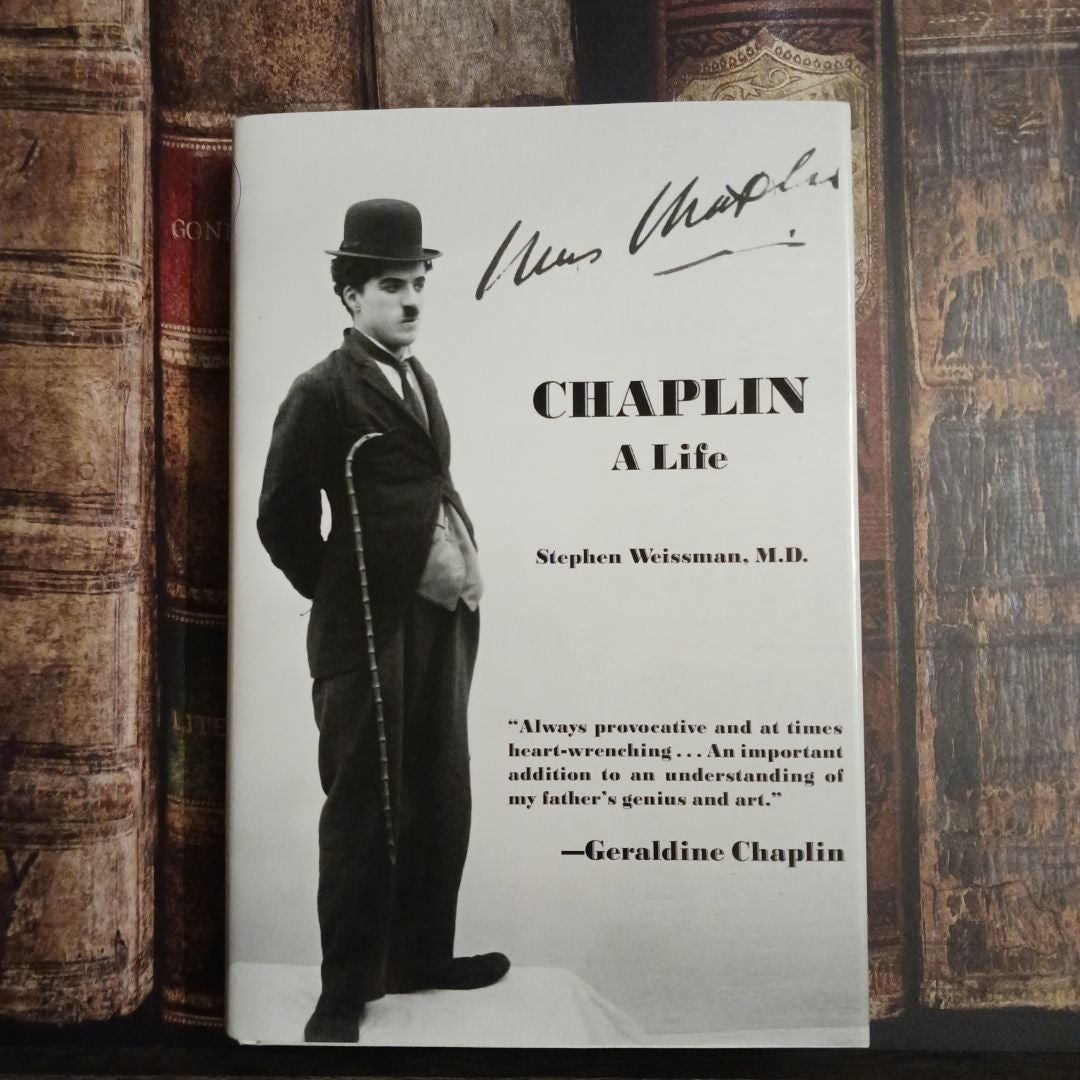 Chaplin
CHAPLIN
A Life
Stephen Weissman, M.D.
“Always provocative and at times
heart-wrenching . . . An important
addition to an understanding of
my father’s genius and art.”
—Geraldine Chaplin